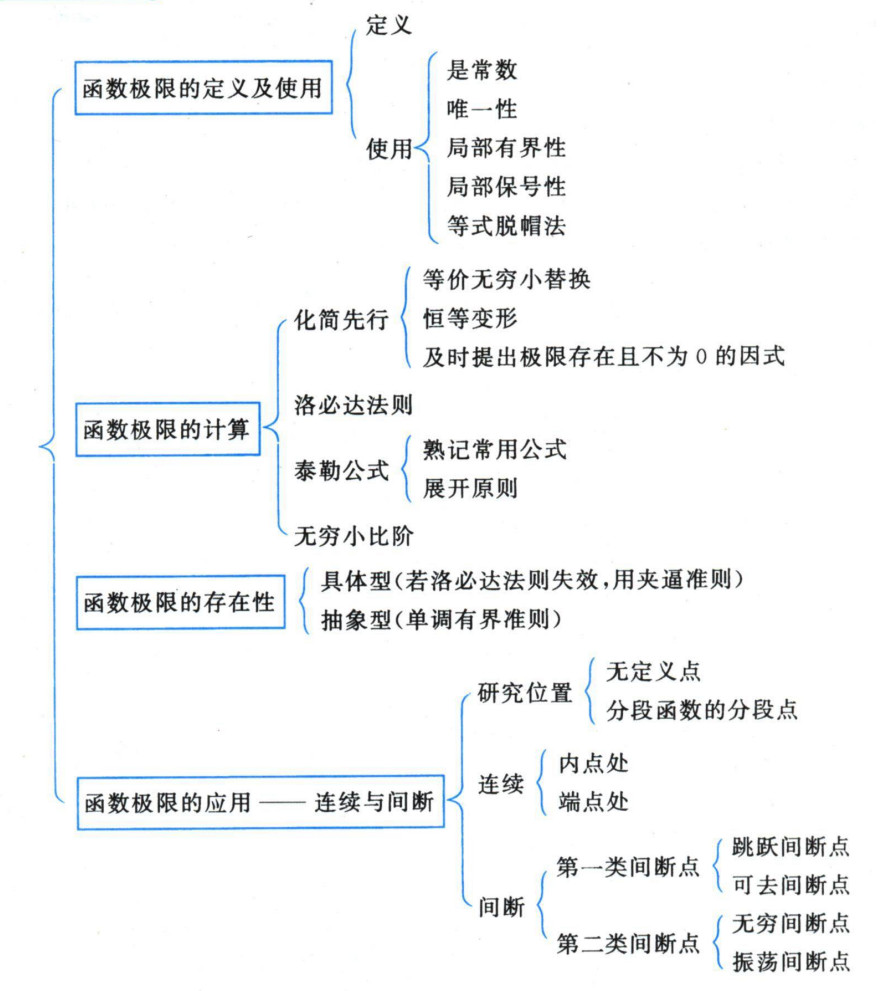 定义
函数极限的定义及使用
是常数
唯一性
使用
局部有界性
局部保号性
等式脱帽法
等价无穷小替换
化简先行
恒等变形
及时提出极限存在且不为 0 的因式
洛必达法则
函数极限的计算
熟记常用公式
泰勒公式
展开原则
无穷小比阶
具体型(若洛必达法则失效,用夹逼准则)
函数极限的存在性
抽象型(单调有界准则)
无定义点
研究位置
分段函数的分段点
内点处
连续
端点处
函数极限的应用 —— 连续与间断
跳跃间断点
第一类间断点
可去间断点
间断
无穷间断点
第二类间断点
振荡间断点